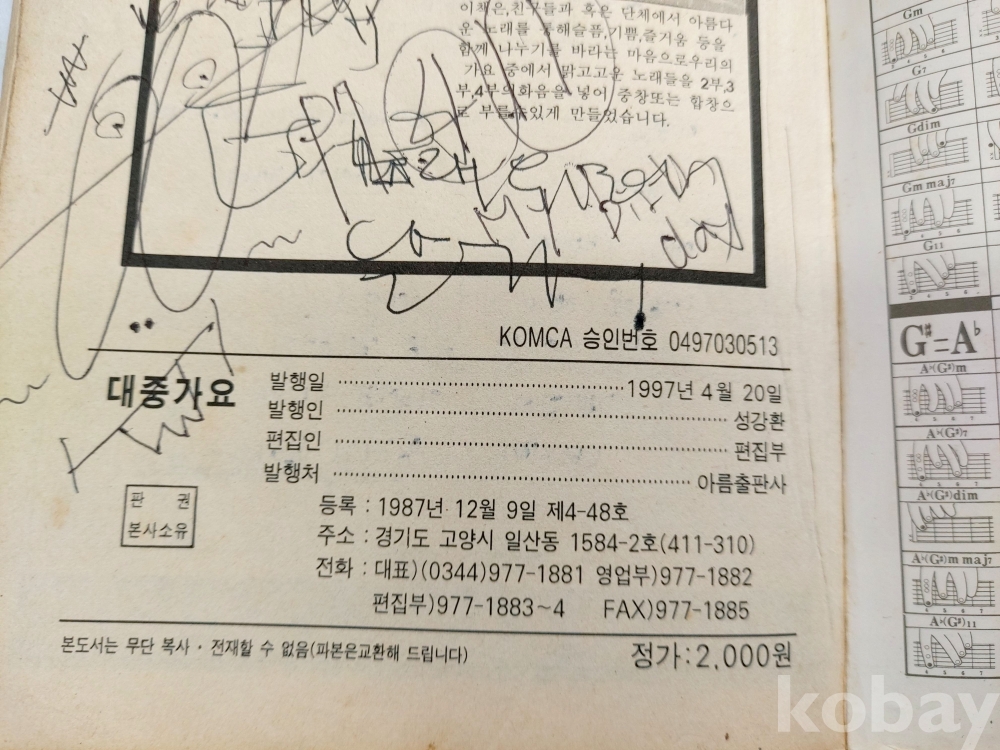 이책은,친구들과 혹은 단체에서 아름다
운 노래를 통해슬픔,기쁨,즐거움 등을
함께 나누기를 바라는 마음으로우리의
가요 중에서 맑고고운 노래들을 2부,3
부,4부의화음을 넣어 중창또는 합창으
로 부를수있게 만들었습니다.
KOMCA 승인번호 0497030513
대중가요
발행일 1997년 4월 20일
발행인 성강환
편집인 편집부
발행처 아름출판사
판 권
본사소유
등록 : 1987년 12월 9일 제4-48호
주소 : 경기도 고양시 일산동 1584-2호(411-310)
전화 : 대표)(0344)977-1881 영업부)977-1882
편집부)977-1883~4 FAX)977-1885
본도서는 무단 복사·전재할 수 없음(파본은교환해 드립니다)
정가:2,000원
Gm
G7
Gdim
Gm maj7
G11
G#=A♭
A♭(G#)m
A♭(G#)7
A♭(G#)dim
A♭(G#)m maj7
A♭(G#)11
kobay